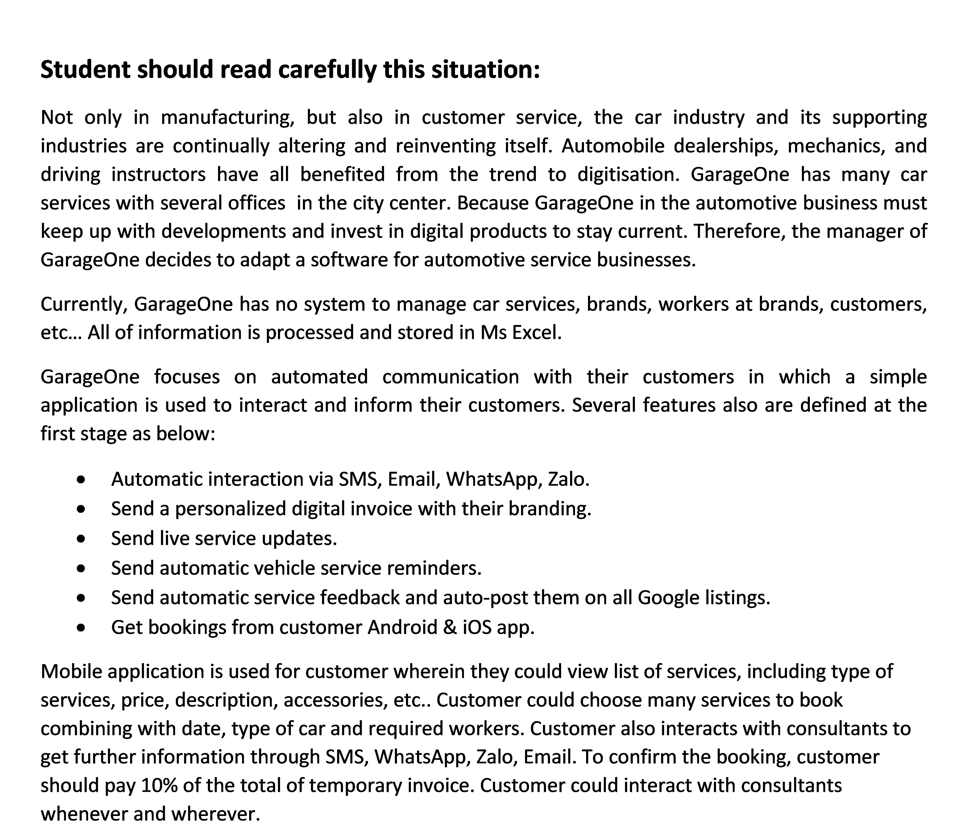 Student should read carefully this situation:
Not only in manufacturing, but also in customer service, the car industry and its supporting
industries are continually altering and reinventing itself. Automobile dealerships, mechanics, and
driving instructors have all benefited from the trend to digitisation. GarageOne has many car
services with several offices  in the city center. Because GarageOne in the automotive business must
keep up with developments and invest in digital products to stay current. Therefore, the manager of
GarageOne decides to adapt a software for automotive service businesses.
Currently, GarageOne has no system to manage car services, brands, workers at brands, customers,
etc... All of information is processed and stored in Ms Excel.
GarageOne focuses on automated communication with their customers in which a simple
application is used to interact and inform their customers. Several features also are defined at the
first stage as below:
• Automatic interaction via SMS, Email, WhatsApp, Zalo.
• Send a personalized digital invoice with their branding.
• Send live service updates.
• Send automatic vehicle service reminders.
• Send automatic service feedback and auto-post them on all Google listings.
• Get bookings from customer Android & iOS app.
Mobile application is used for customer wherein they could view list of services, including type of
services, price, description, accessories, etc.. Customer could choose many services to book
combining with date, type of car and required workers. Customer also interacts with consultants to
get further information through SMS, WhatsApp, Zalo, Email. To confirm the booking, customer
should pay 10% of the total of temporary invoice. Customer could interact with consultants
whenever and wherever.